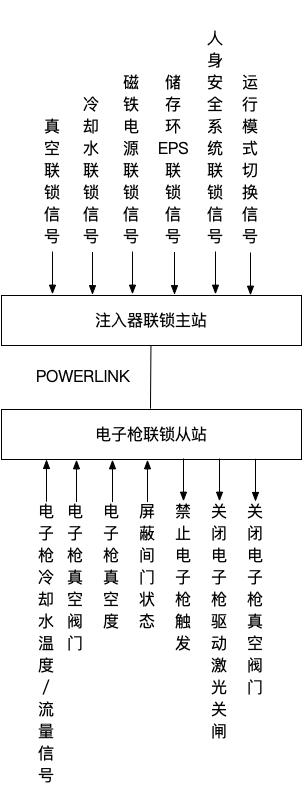 真空联锁信号
冷却水联锁信号
磁铁电源联锁信号
储存环EPS联锁信号
人身安全系统联锁信号
运行模式切换信号
注入器联锁主站
POWERLINK
电子枪联锁从站
电子枪冷却水温度/流量信号
电子枪真空阀门
电子枪真空度
屏蔽间门状态
禁止电子枪触发
关闭电子枪驱动激光关闸
关闭电子枪真空阀门